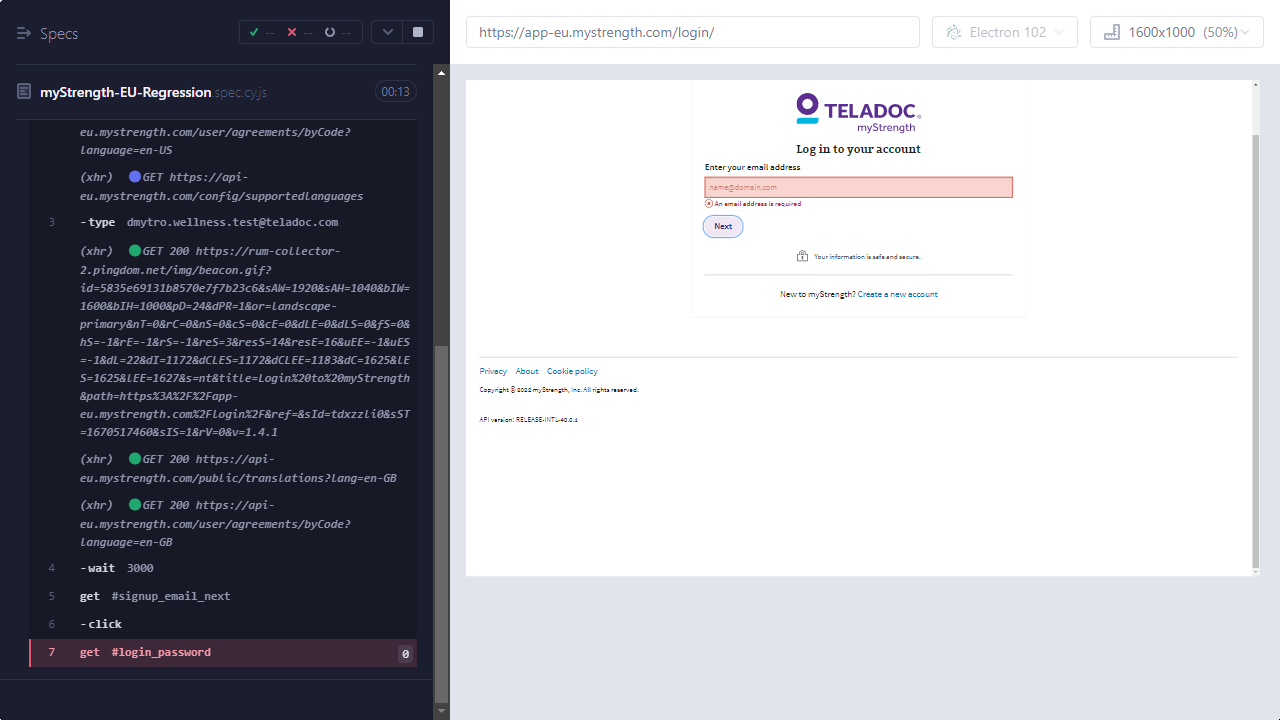 Specs
--
--
--
https://app-eu.mystrength.com/login/
Electron 102
1600x1000 (50%)
myStrength-EU-Regression.spec.cy.js
00:13
eu.mystrength.com/user/agreements/byCode?
language=en-US
(xhr) GET https://api-
eu.mystrength.com/config/supportedlanguages
3 -type dmytro.wellness.test@teladoc.com
(xhr) GET 200 https://rum-collector-
2.pingdom.net/img/beacon.gif?
id=5835e69131b8570e7f7b23c6&sAW=1920&sAH=1040&bIW=
1600&bIH=1000&pD=24&dPR=1&or=landscape-
primary&nT=0&rC=0&nS=0&cS=0&cE=0&dLE=0&dLS=0&fS=0&
hS=-1&rE=-1&rS=-1&reS=3&resS=14&resE=16&uEE=-1&uES
=-1&dL=22&dI=1172&dCLES=1172&dCLEE=1183&dC=1625&lE
S=1625&lEE=1627&s=nt&title=Login%20to%20myStrength
&path=https%3A%2F%2Fapp-
eu.mystrength.com%2Flogin%2F&ref=&sId=tdxzzli0&sST
=1670517460&sIS=1&rV=0&v=1.4.1
(xhr) GET 200 https://api-
eu.mystrength.com/public/translations?lang=en-GB
(xhr) GET 200 https://api-
eu.mystrength.com/user/agreements/byCode?
language=en-GB
4 -wait 3000
5 get #signup_email_next
6 -click
7 get #login_password 0
TELADOC®
myStrength
Log in to your account
Enter your email address
name@domain.com
An email address is required
Next
Your information is safe and secure.
New to myStrength? Create a new account
Privacy About Cookie policy
Copyright © 2022 myStrength, Inc. All rights reserved.
API version: RELEASE-INTL-40.0.1